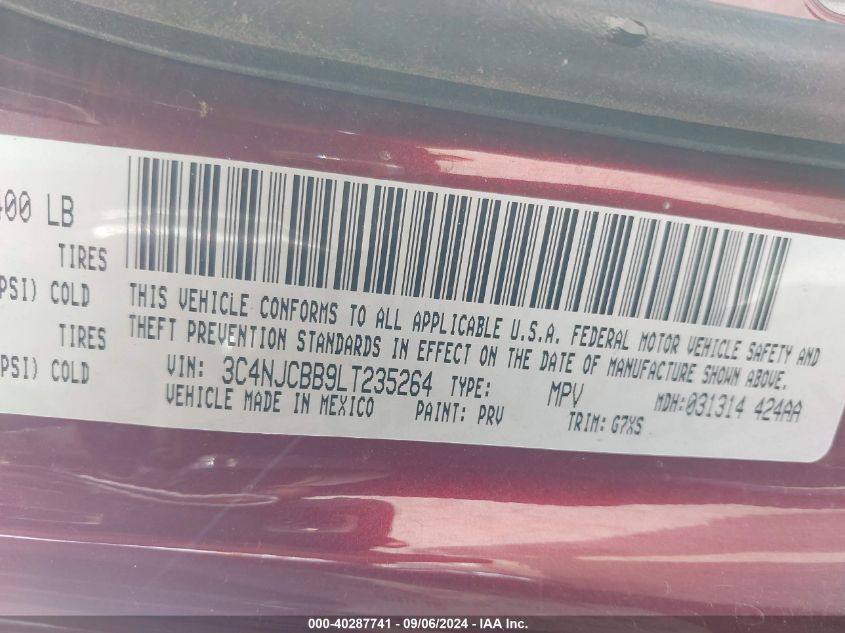 400 LB
TIRES
PSI) COLD
TIRES
PSI) COLD
THIS VEHICLE CONFORMS TO ALL APPLICABLE U.S.A. FEDERAL MOTOR VEHICLE SAFETY AND
THEFT PREVENTION STANDARDS IN EFFECT ON THE DATE OF MANUFACTURE SHOWN ABOVE.
VIN: 3C4NJCBB9LT235264 TYPE: MPV MDH:031314 424AA
VEHICLE MADE IN MEXICO PAINT: PRV TRIM: G7XS
000-40287741 - 09/06/2024 - IAA Inc.